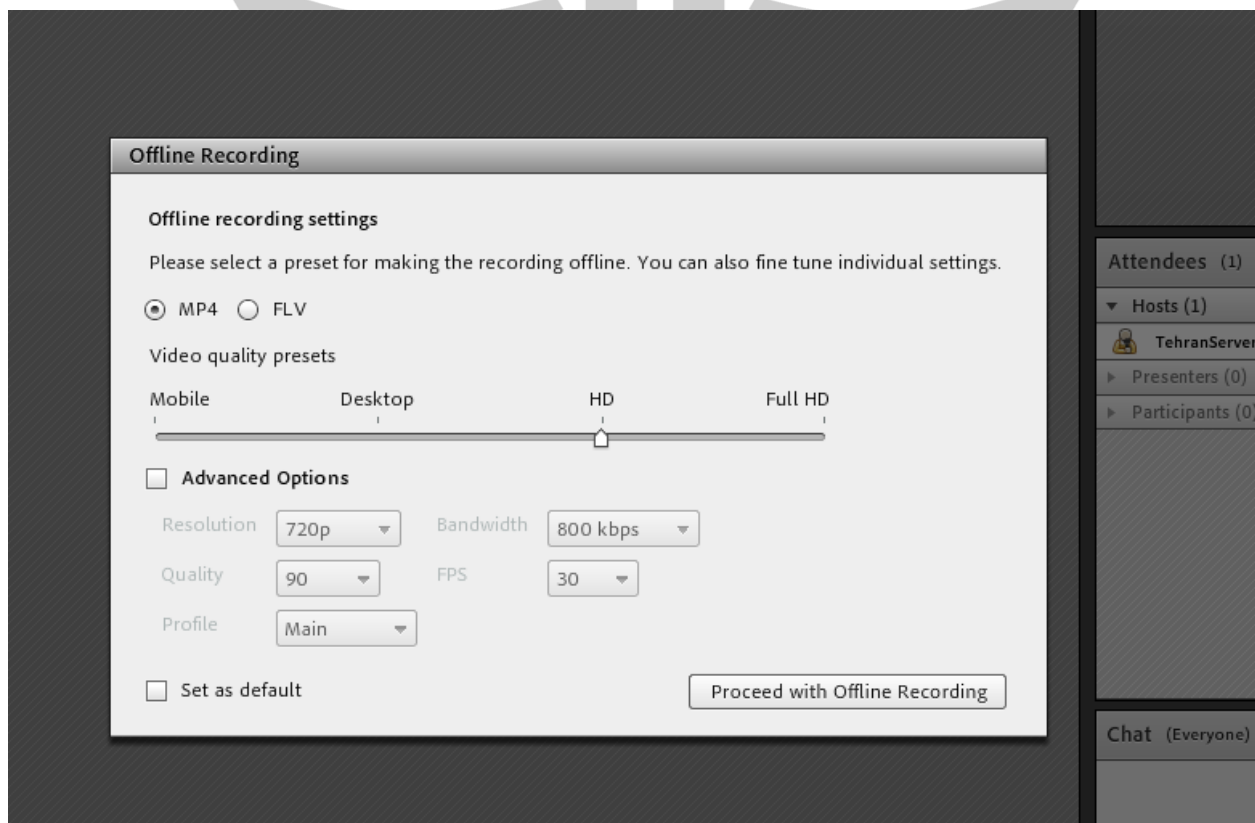 Offline Recording
Offline recording settings
Please select a preset for making the recording offline. You can also fine tune individual settings.
MP4 FLV
Video quality presets
Mobile Desktop HD Full HD
Advanced Options
Resolution 720p Bandwidth 800 kbps
Quality 90 FPS 30
Profile Main
Set as default Proceed with Offline Recording
Attendees (1)
Hosts (1)
TehranServer
Presenters (0)
Participants (0)
Chat (Everyone)